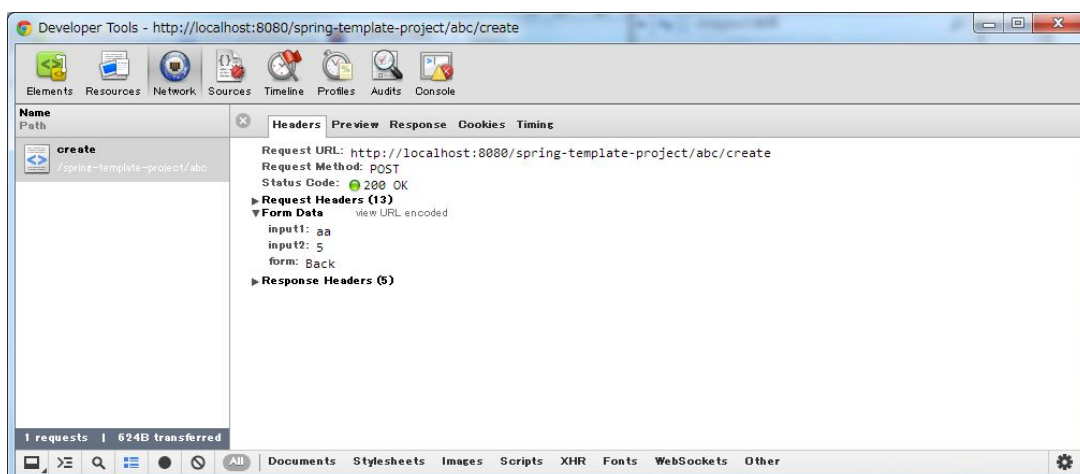 Developer Tools - http://localhost:8080/spring-template-project/abc/create
Elements Resources Network Sources Timeline Profiles Audits Console
Name
Path
create
/spring-template-project/abc
Headers Preview Response Cookies Timing
Request URL: http://localhost:8080/spring-template-project/abc/create
Request Method: POST
Status Code: 200 OK
Request Headers (13)
Form Data view URL encoded
input1: aa
input2: 5
form: Back
Response Headers (5)
1 requests | 624B transferred
All Documents Stylesheets Images Scripts XHR Fonts WebSockets Other